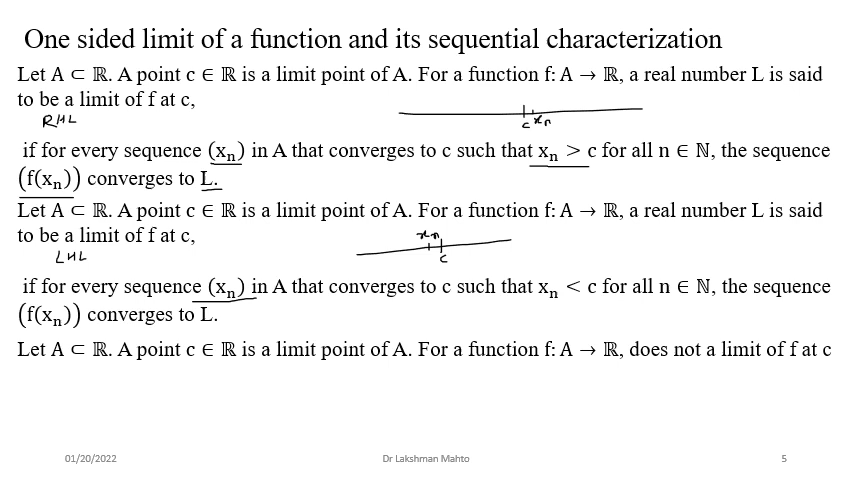 One sided limit of a function and its sequential characterization
Let A ⊂ ℝ. A point c ∈ ℝ is a limit point of A. For a function f: A → ℝ, a real number L is said
to be a limit of f at c,
RHL
c xn
if for every sequence (xₙ) in A that converges to c such that xₙ > c for all n ∈ ℕ, the sequence
(f(xₙ)) converges to L.
Let A ⊂ ℝ. A point c ∈ ℝ is a limit point of A. For a function f: A → ℝ, a real number L is said
to be a limit of f at c,
xn
LHL
c
if for every sequence (xₙ) in A that converges to c such that xₙ < c for all n ∈ ℕ, the sequence
(f(xₙ)) converges to L.
Let A ⊂ ℝ. A point c ∈ ℝ is a limit point of A. For a function f: A → ℝ, does not a limit of f at c
01/20/2022
Dr Lakshman Mahto
5